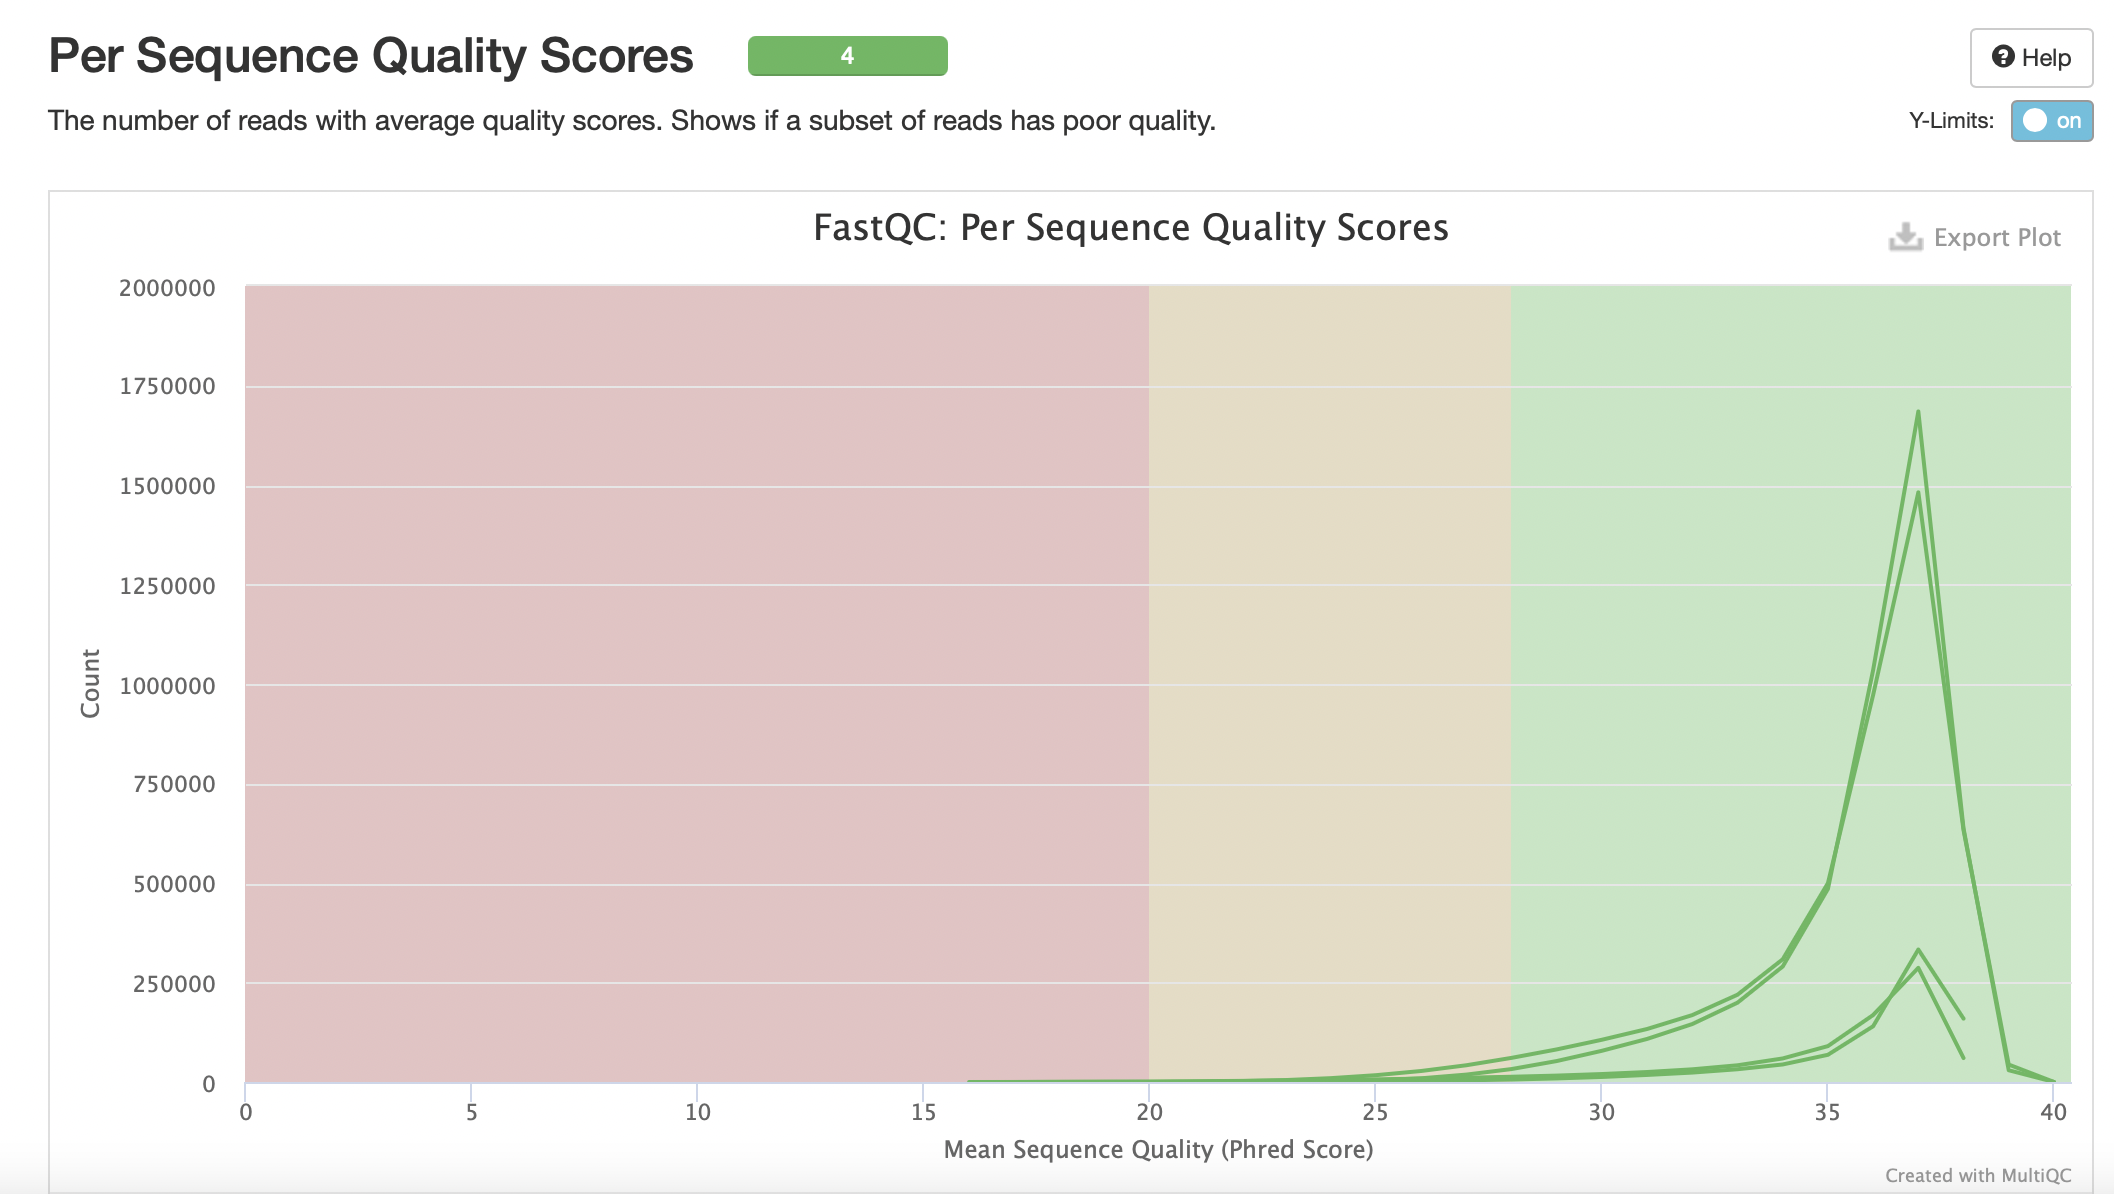 Per Sequence Quality Scores
4
Help
The number of reads with average quality scores. Shows if a subset of reads has poor quality.
Y-Limits:
on
FastQC: Per Sequence Quality Scores
Export Plot
2000000
1750000
1500000
1250000
1000000
750000
500000
250000
0
Count
0 5 10 15 20 25 30 35 40
Mean Sequence Quality (Phred Score)
Created with MultiQC